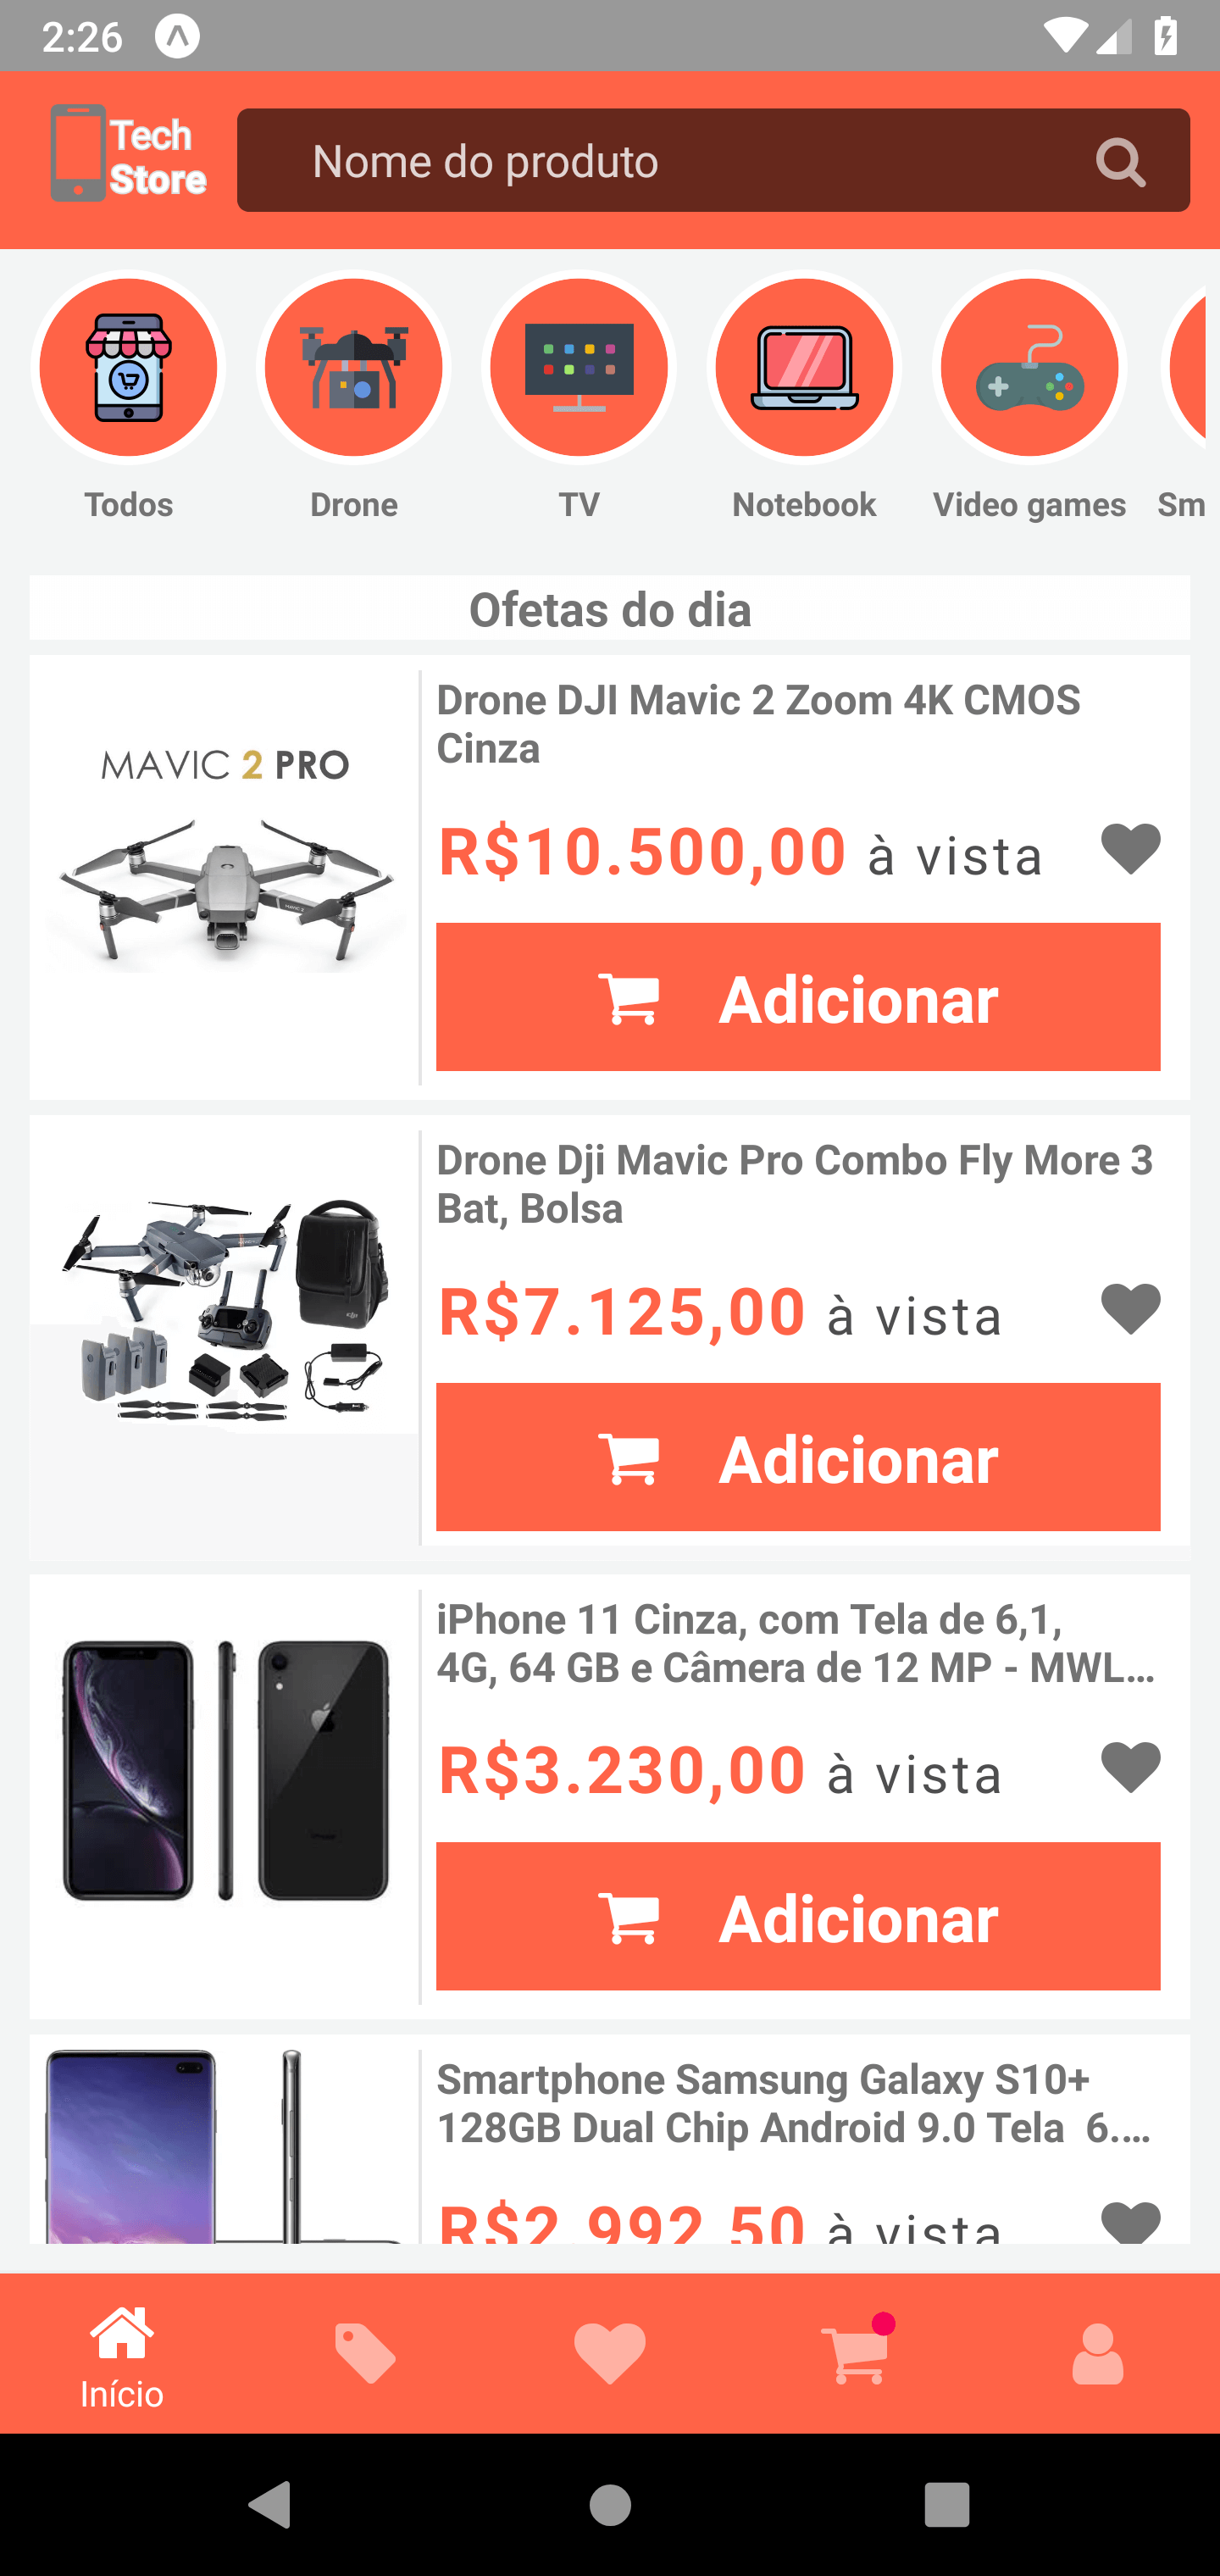 2:26
Tech
Store
Nome do produto
Todos
Drone
TV
Notebook
Video games
Sm
Ofetas do dia
MAVIC 2 PRO
Drone DJI Mavic 2 Zoom 4K CMOS
Cinza
R$10.500,00 à vista
Adicionar
Drone Dji Mavic Pro Combo Fly More 3
Bat, Bolsa
R$7.125,00 à vista
Adicionar
iPhone 11 Cinza, com Tela de 6,1,
4G, 64 GB e Câmera de 12 MP - MWL…
R$3.230,00 à vista
Adicionar
Smartphone Samsung Galaxy S10+
128GB Dual Chip Android 9.0 Tela  6.…
R$2.992,50 à vista
Início